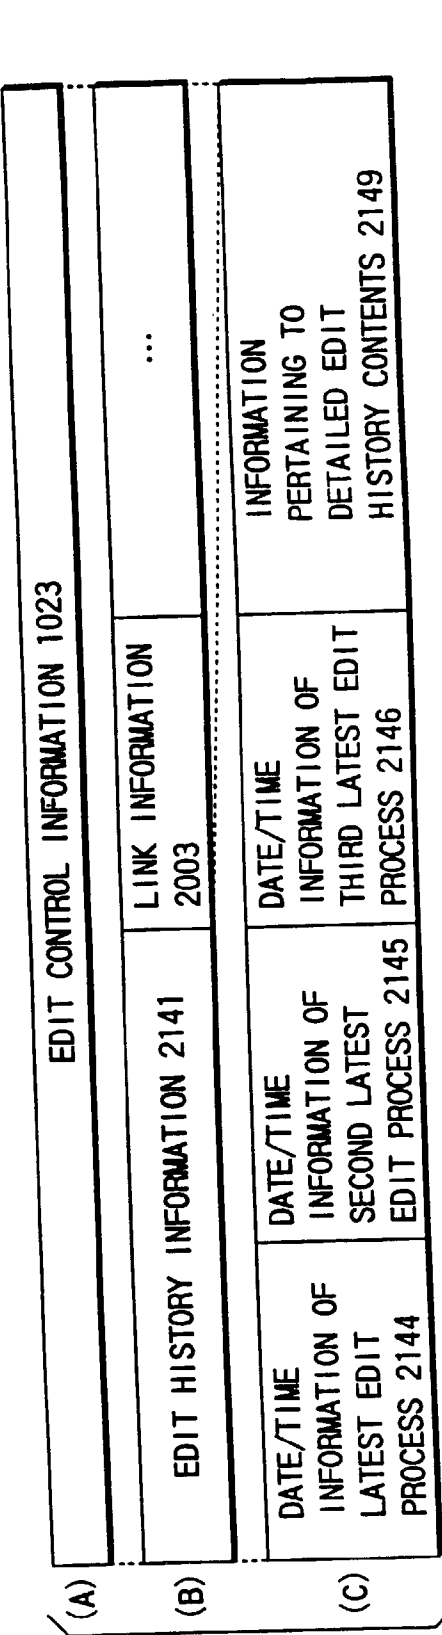 (A)
EDIT CONTROL INFORMATION 1023
(B)
EDIT HISTORY INFORMATION 2141
LINK INFORMATION
2003
...
(C)
DATE/TIME
INFORMATION OF
LATEST EDIT
PROCESS 2144
DATE/TIME
INFORMATION OF
SECOND LATEST
EDIT PROCESS 2145
DATE/TIME
INFORMATION OF
THIRD LATEST EDIT
PROCESS 2146
INFORMATION
PERTAINING TO
DETAILED EDIT
HISTORY CONTENTS 2149